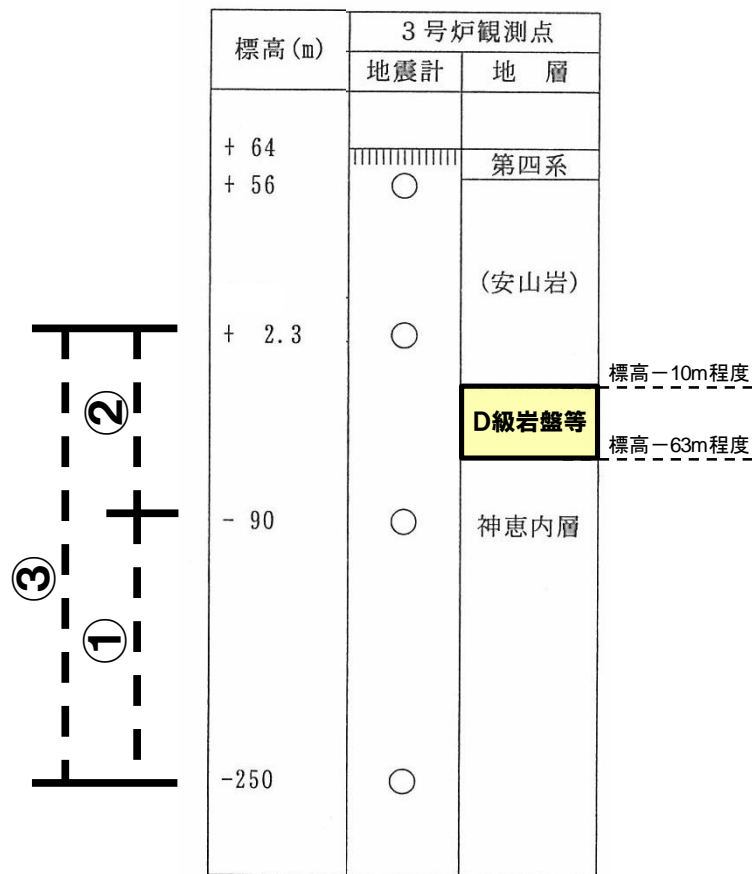 標高(m)
3号炉観測点
地震計
地 層
+ 64
第四系
+ 56
(安山岩)
+ 2.3
標高－10m程度
②
D級岩盤等
標高－63m程度
- 90
神恵内層
③
①
-250